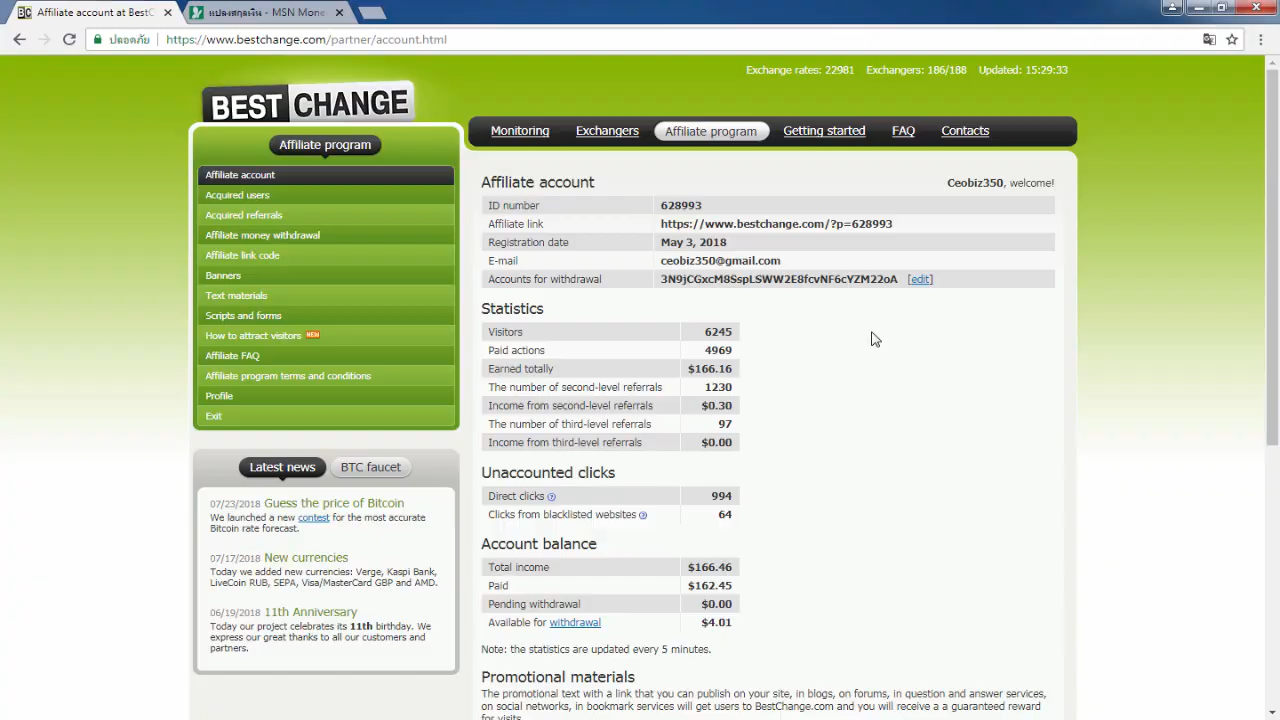 Affiliate account at BestC
แปลงสกุลเงิน - MSN Mone
ปลอดภัย https://www.bestchange.com/partner/account.html
Exchange rates: 22981 Exchangers: 186/188 Updated: 15:29:33
BEST CHANGE
Monitoring Exchangers Affiliate program Getting started FAQ Contacts
Affiliate program
Affiliate account
Acquired users
Acquired referrals
Affiliate money withdrawal
Affiliate link code
Banners
Text materials
Scripts and forms
How to attract visitors NEW
Affiliate FAQ
Affiliate program terms and conditions
Profile
Exit
Latest news BTC faucet
07/23/2018 Guess the price of Bitcoin
We launched a new contest for the most accurate
Bitcoin rate forecast.
07/17/2018 New currencies
Today we added new currencies: Verge, Kaspi Bank,
LiveCoin RUB, SEPA, Visa/MasterCard GBP and AMD.
06/19/2018 11th Anniversary
Today our project celebrates its 11th birthday. We
express our great thanks to all our customers and
partners.
Affiliate account Ceobiz350, welcome!
ID number 628993
Affiliate link https://www.bestchange.com/?p=628993
Registration date May 3, 2018
E-mail ceobiz350@gmail.com
Accounts for withdrawal 3N9jCGxcM8SspLSWW2E8fcvNF6cYZM22oA [edit]
Statistics
Visitors 6245
Paid actions 4969
Earned totally $166.16
The number of second-level referrals 1230
Income from second-level referrals $0.30
The number of third-level referrals 97
Income from third-level referrals $0.00
Unaccounted clicks
Direct clicks ? 994
Clicks from blacklisted websites ? 64
Account balance
Total income $166.46
Paid $162.45
Pending withdrawal $0.00
Available for withdrawal $4.01
Note: the statistics are updated every 5 minutes.
Promotional materials
The promotional text with a link that you can publish on your site, in blogs, on forums, in question and answer services,
on social networks, in bookmark services will get users to BestChange.com and you will receive a a guaranteed reward
for visits